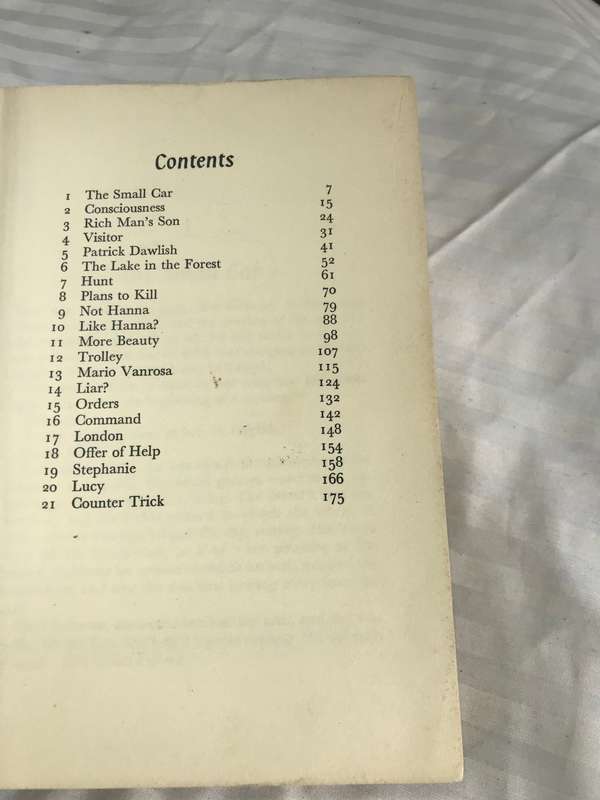 Contents
1 The Small Car 7
2 Consciousness 15
3 Rich Man's Son 24
4 Visitor 31
5 Patrick Dawlish 41
6 The Lake in the Forest 52
7 Hunt 61
8 Plans to Kill 70
9 Not Hanna 79
10 Like Hanna? 88
11 More Beauty 98
12 Trolley 107
13 Mario Vanrosa 115
14 Liar? 124
15 Orders 132
16 Command 142
17 London 148
18 Offer of Help 154
19 Stephanie 158
20 Lucy 166
21 Counter Trick 175